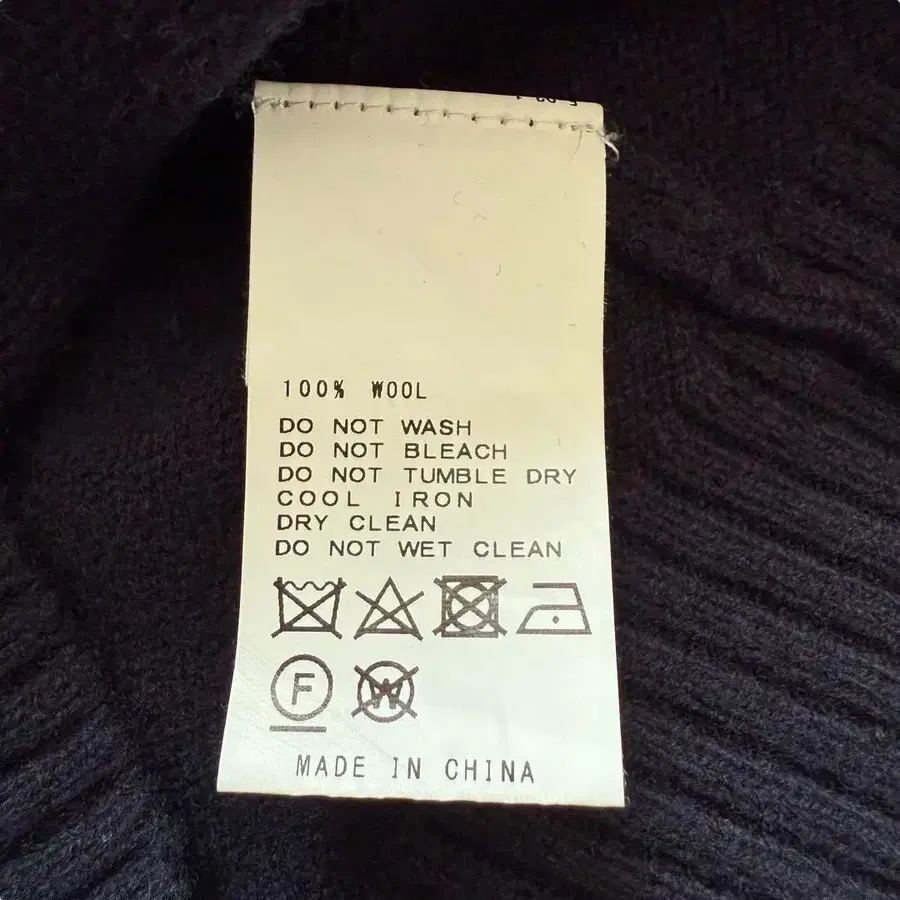 100% WOOL
DO NOT WASH
DO NOT BLEACH
DO NOT TUMBLE DRY
COOL IRON
DRY CLEAN
DO NOT WET CLEAN
F W
MADE IN CHINA